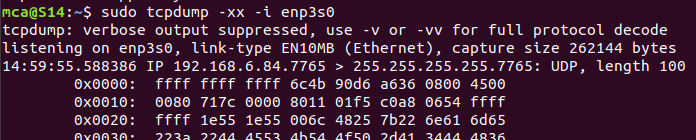 mca@S14:~$ sudo tcpdump -xx -i enp3s0
tcpdump: verbose output suppressed, use -v or -vv for full protocol decode
listening on enp3s0, link-type EN10MB (Ethernet), capture size 262144 bytes
14:59:55.588386 IP 192.168.6.84.7765 > 255.255.255.255.7765: UDP, length 100
0x0000: ffff ffff ffff 6c4b 90d6 a636 0800 4500
0x0010: 0080 717c 0000 8011 01f5 c0a8 0654 ffff
0x0020: ffff 1e55 1e55 006c 4825 7b22 6e61 6d65
0x0030: 223a 2244 4553 4b54 4f50 2d41 3444 4836